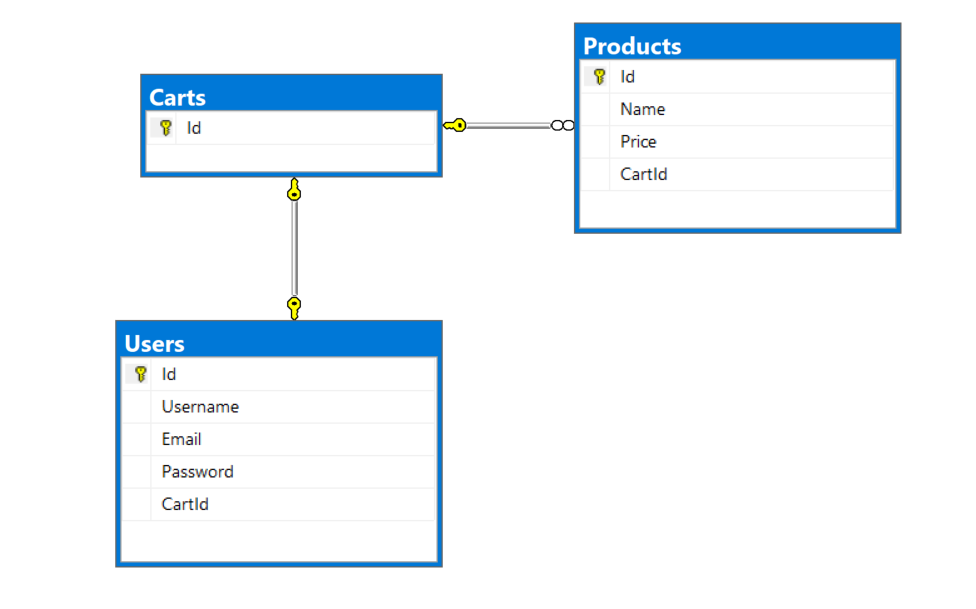 Carts
Id
Products
Id
Name
Price
CartId
Users
Id
Username
Email
Password
CartId